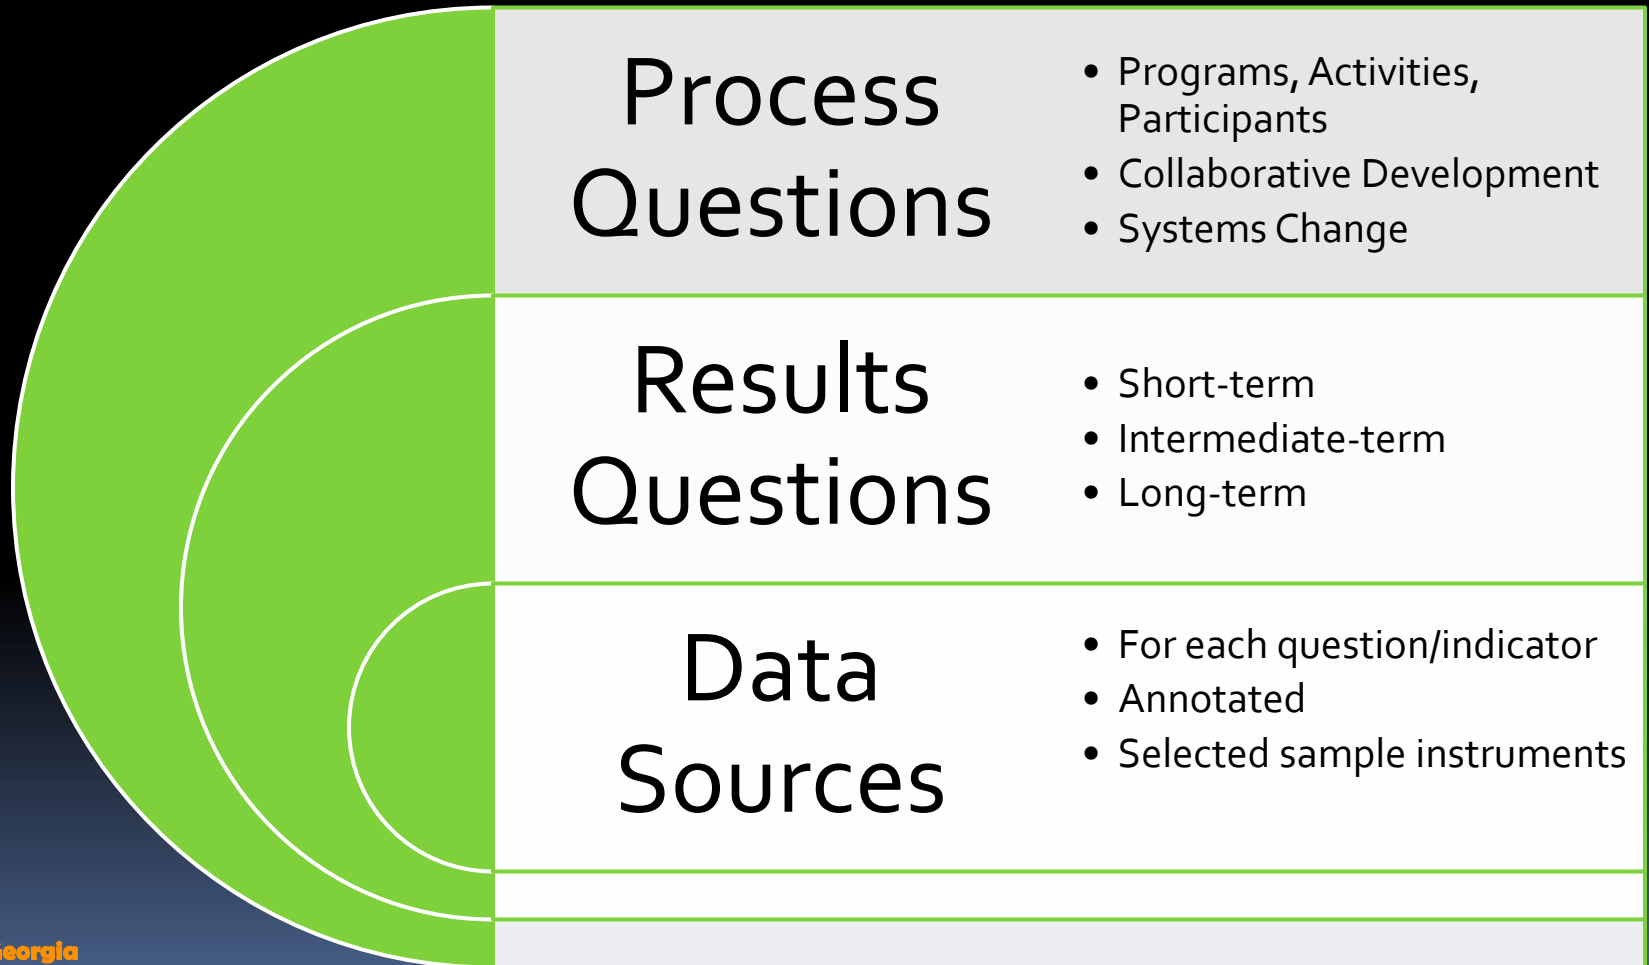 Process
Questions
• Programs, Activities,
Participants
• Collaborative Development
• Systems Change
Results
Questions
• Short-term
• Intermediate-term
• Long-term
Data
Sources
• For each question/indicator
• Annotated
• Selected sample instruments
Georgia